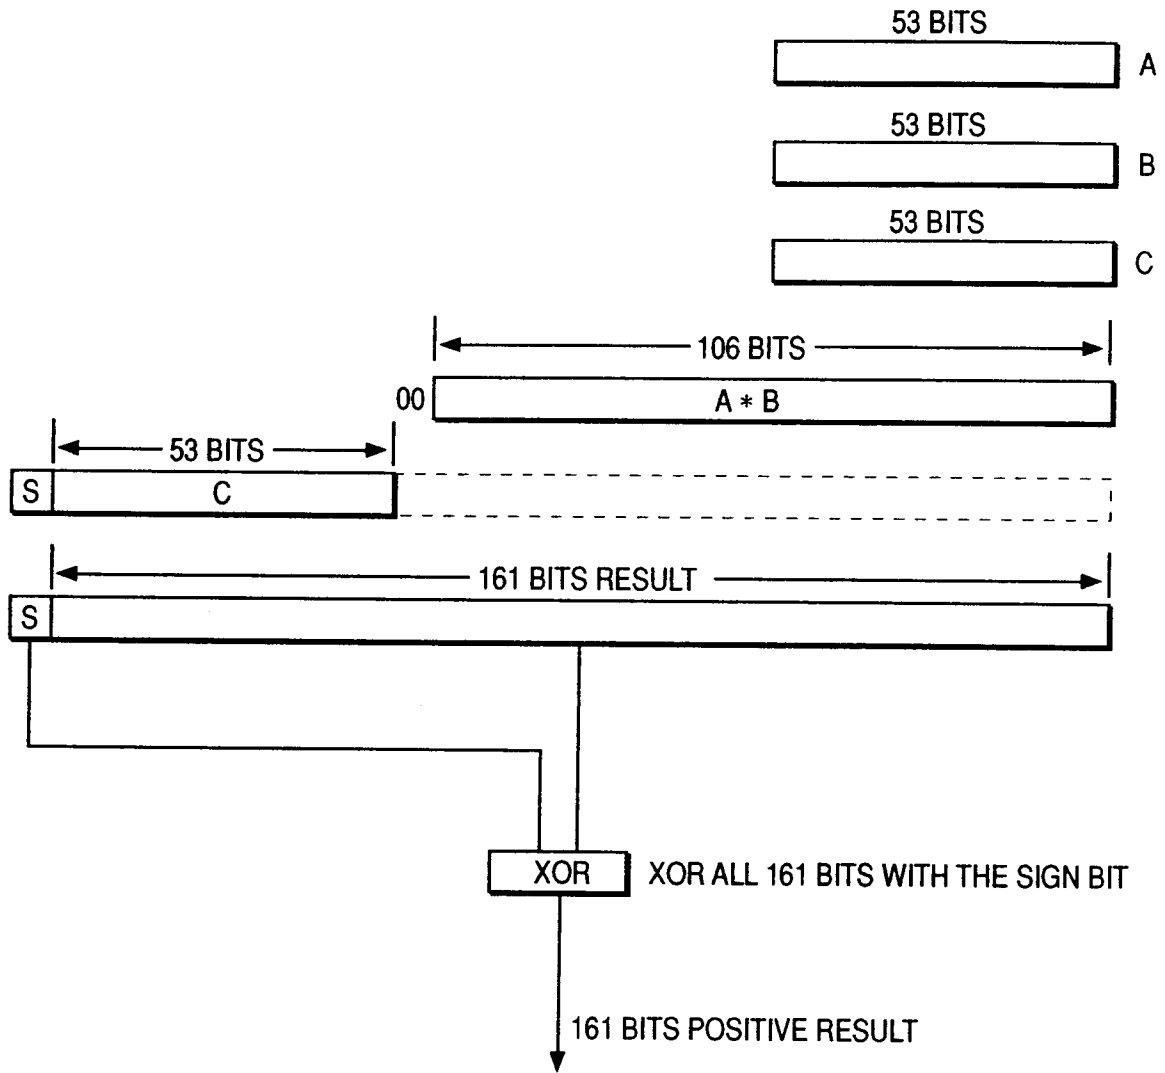 53 BITS
A
53 BITS
B
53 BITS
C
106 BITS
00
A * B
53 BITS
S
C
161 BITS RESULT
S
XOR
XOR ALL 161 BITS WITH THE SIGN BIT
161 BITS POSITIVE RESULT